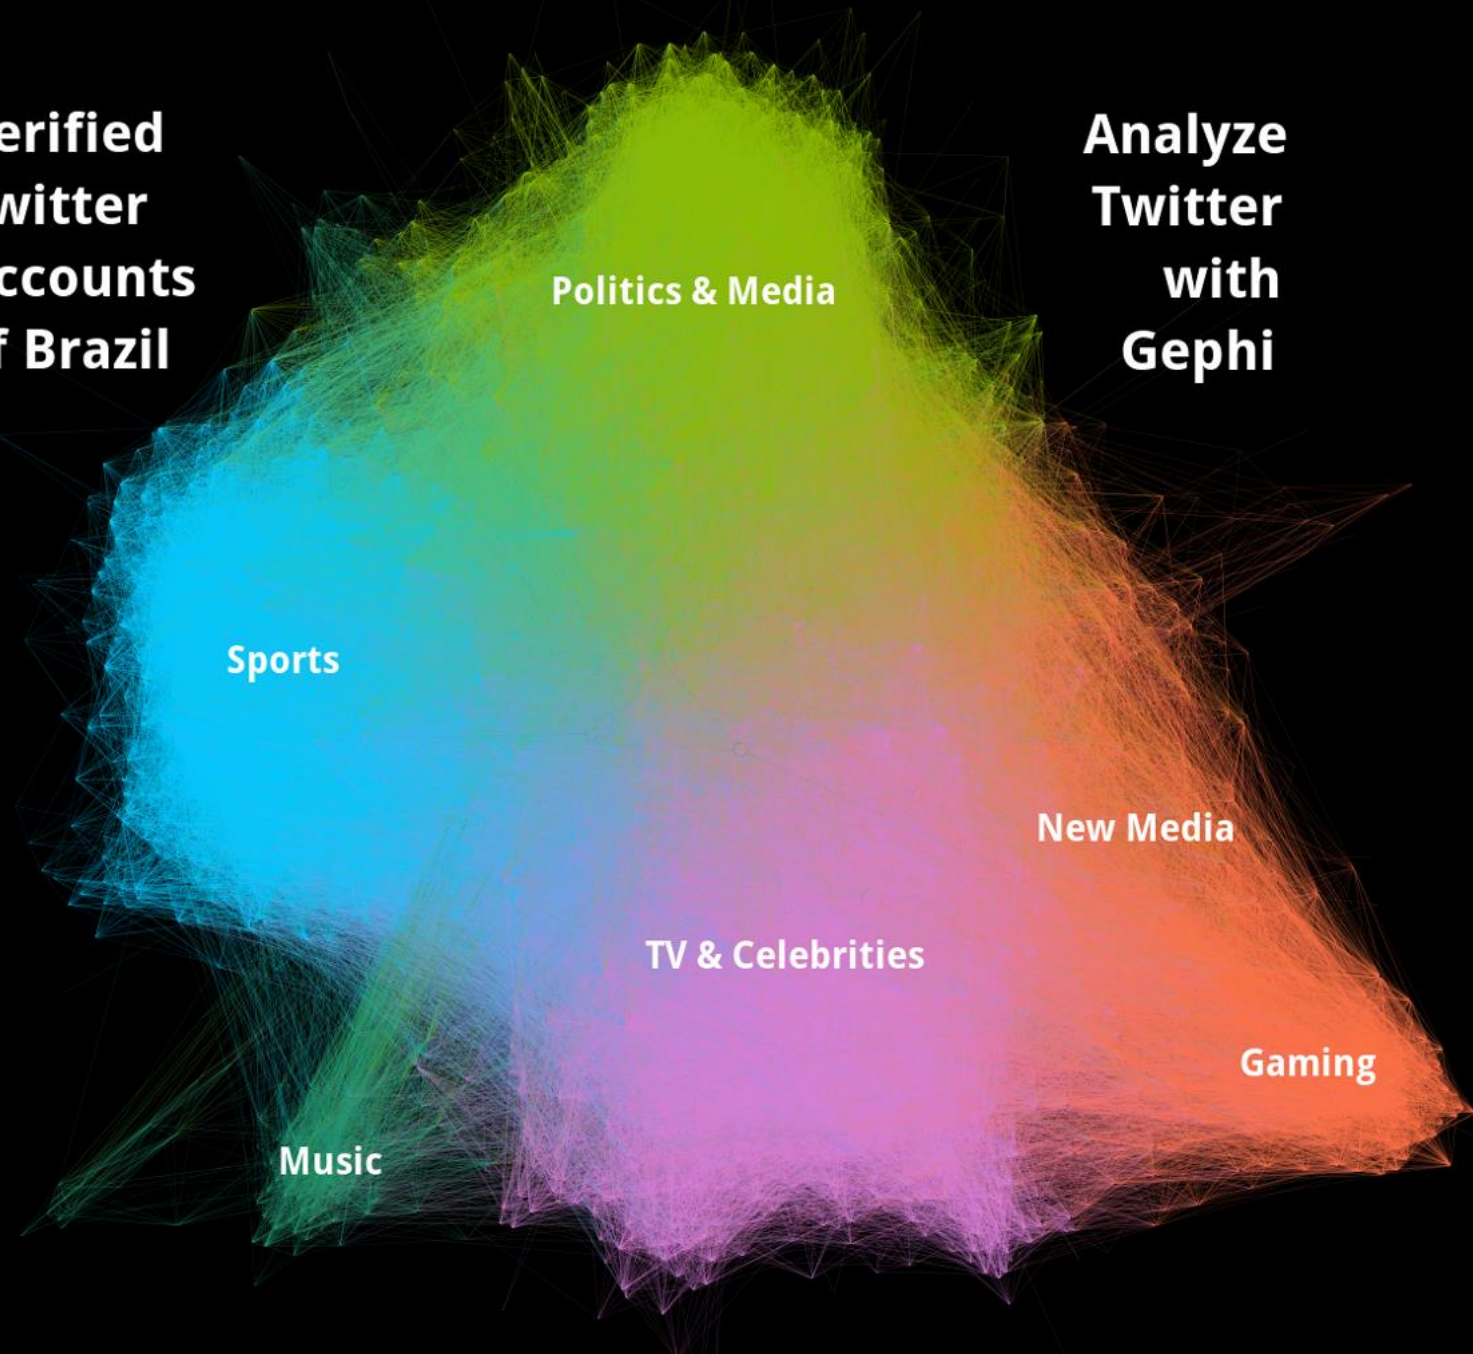 erified
witter
ccounts
f Brazil
Analyze
Twitter
with
Gephi
Politics & Media
Sports
New Media
TV & Celebrities
Gaming
Music